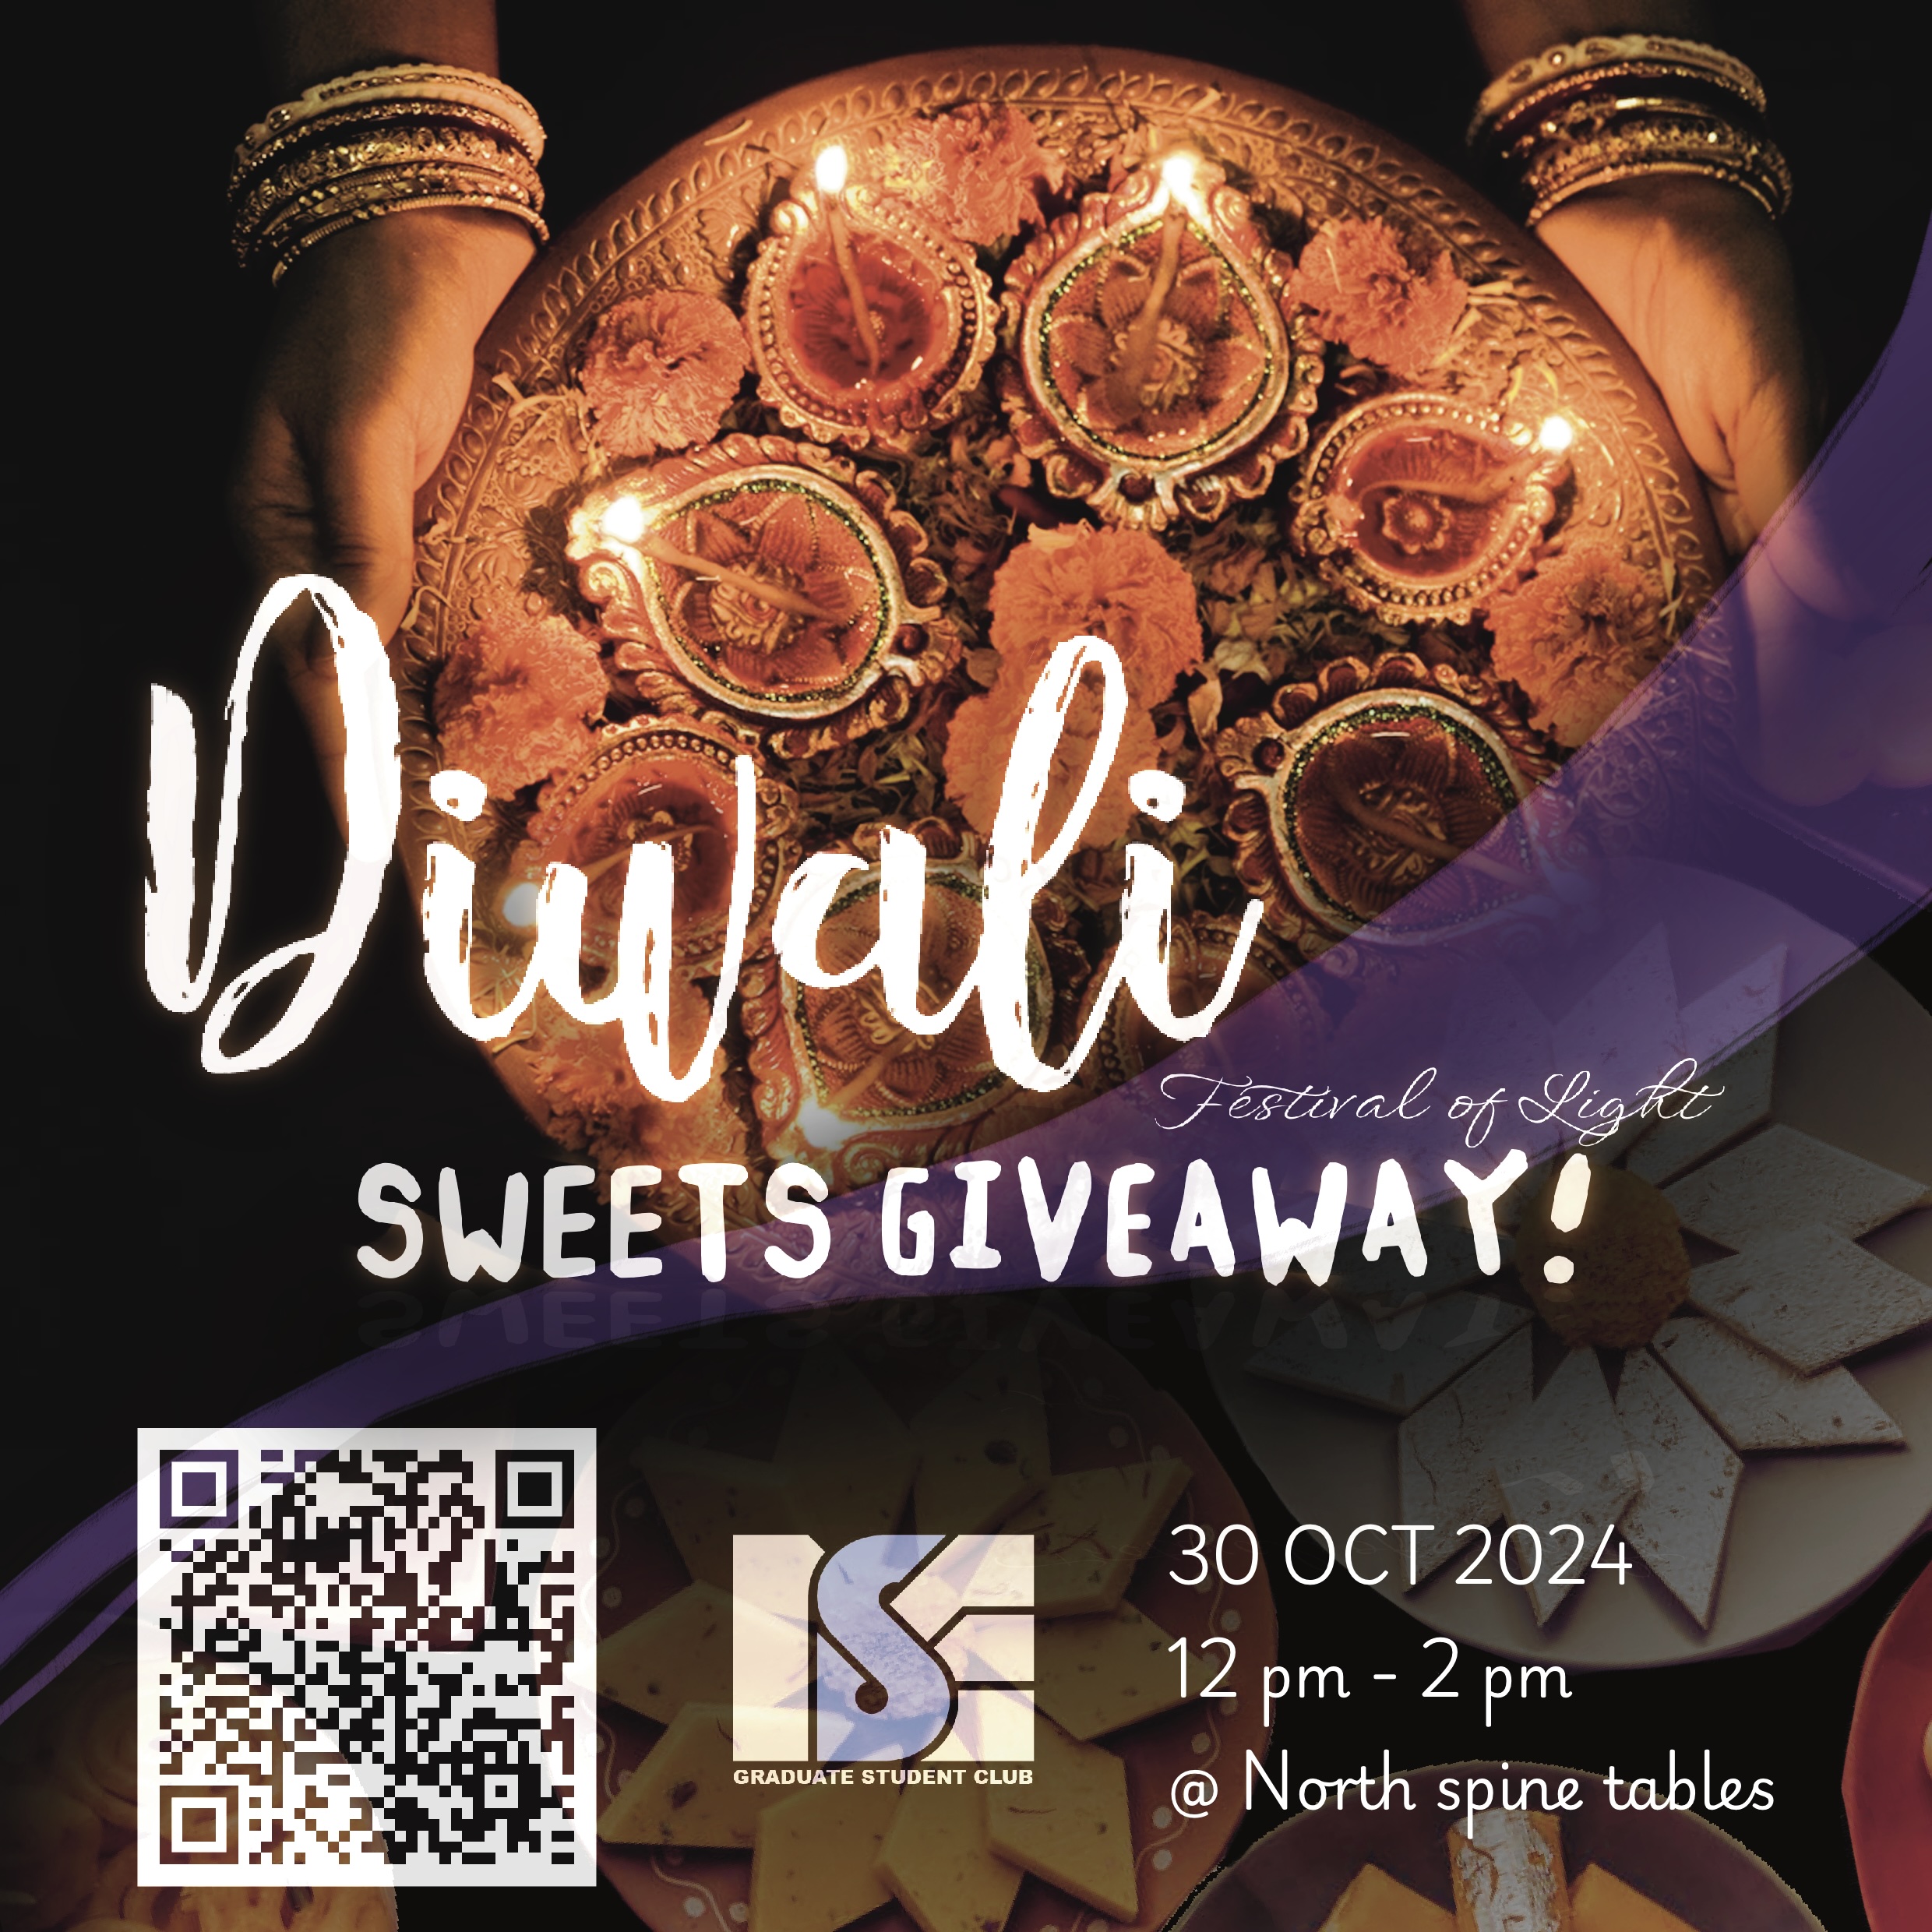 Diwali
Festival of Light
SWEETS GIVEAWAY!
GRADUATE STUDENT CLUB
30 OCT 2024
12 pm - 2 pm
@ North spine tables